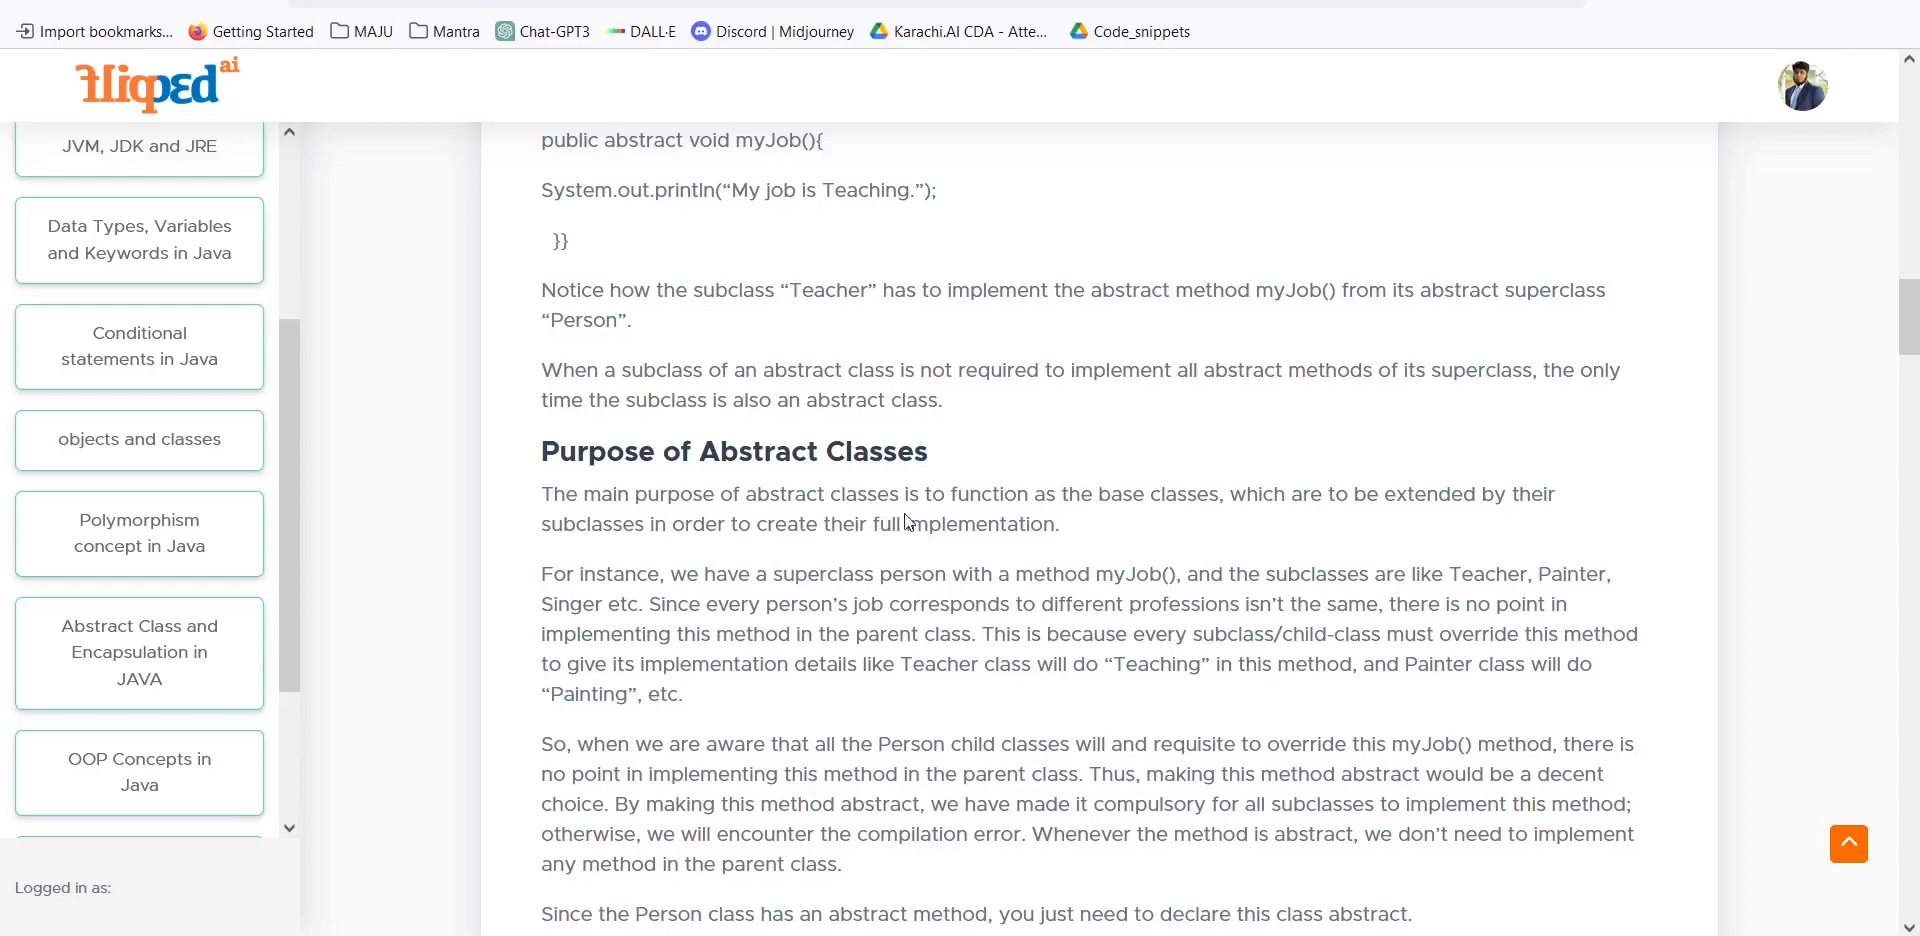 Import bookmarks...
Getting Started
MAJU
Mantra
Chat-GPT3
DALL·E
Discord | Midjourney
Karachi.AI CDA - Atte...
Code_snippets
flipped ai
JVM, JDK and JRE
Data Types, Variables
and Keywords in Java
Conditional
statements in Java
objects and classes
Polymorphism
concept in Java
Abstract Class and
Encapsulation in
JAVA
OOP Concepts in
Java
Logged in as:
public abstract void myJob(){
System.out.println(“My job is Teaching.”);
}}
Notice how the subclass “Teacher” has to implement the abstract method myJob() from its abstract superclass
“Person”.
When a subclass of an abstract class is not required to implement all abstract methods of its superclass, the only
time the subclass is also an abstract class.
Purpose of Abstract Classes
The main purpose of abstract classes is to function as the base classes, which are to be extended by their
subclasses in order to create their full implementation.
For instance, we have a superclass person with a method myJob(), and the subclasses are like Teacher, Painter,
Singer etc. Since every person’s job corresponds to different professions isn’t the same, there is no point in
implementing this method in the parent class. This is because every subclass/child-class must override this method
to give its implementation details like Teacher class will do “Teaching” in this method, and Painter class will do
“Painting”, etc.
So, when we are aware that all the Person child classes will and requisite to override this myJob() method, there is
no point in implementing this method in the parent class. Thus, making this method abstract would be a decent
choice. By making this method abstract, we have made it compulsory for all subclasses to implement this method;
otherwise, we will encounter the compilation error. Whenever the method is abstract, we don’t need to implement
any method in the parent class.
Since the Person class has an abstract method, you just need to declare this class abstract.